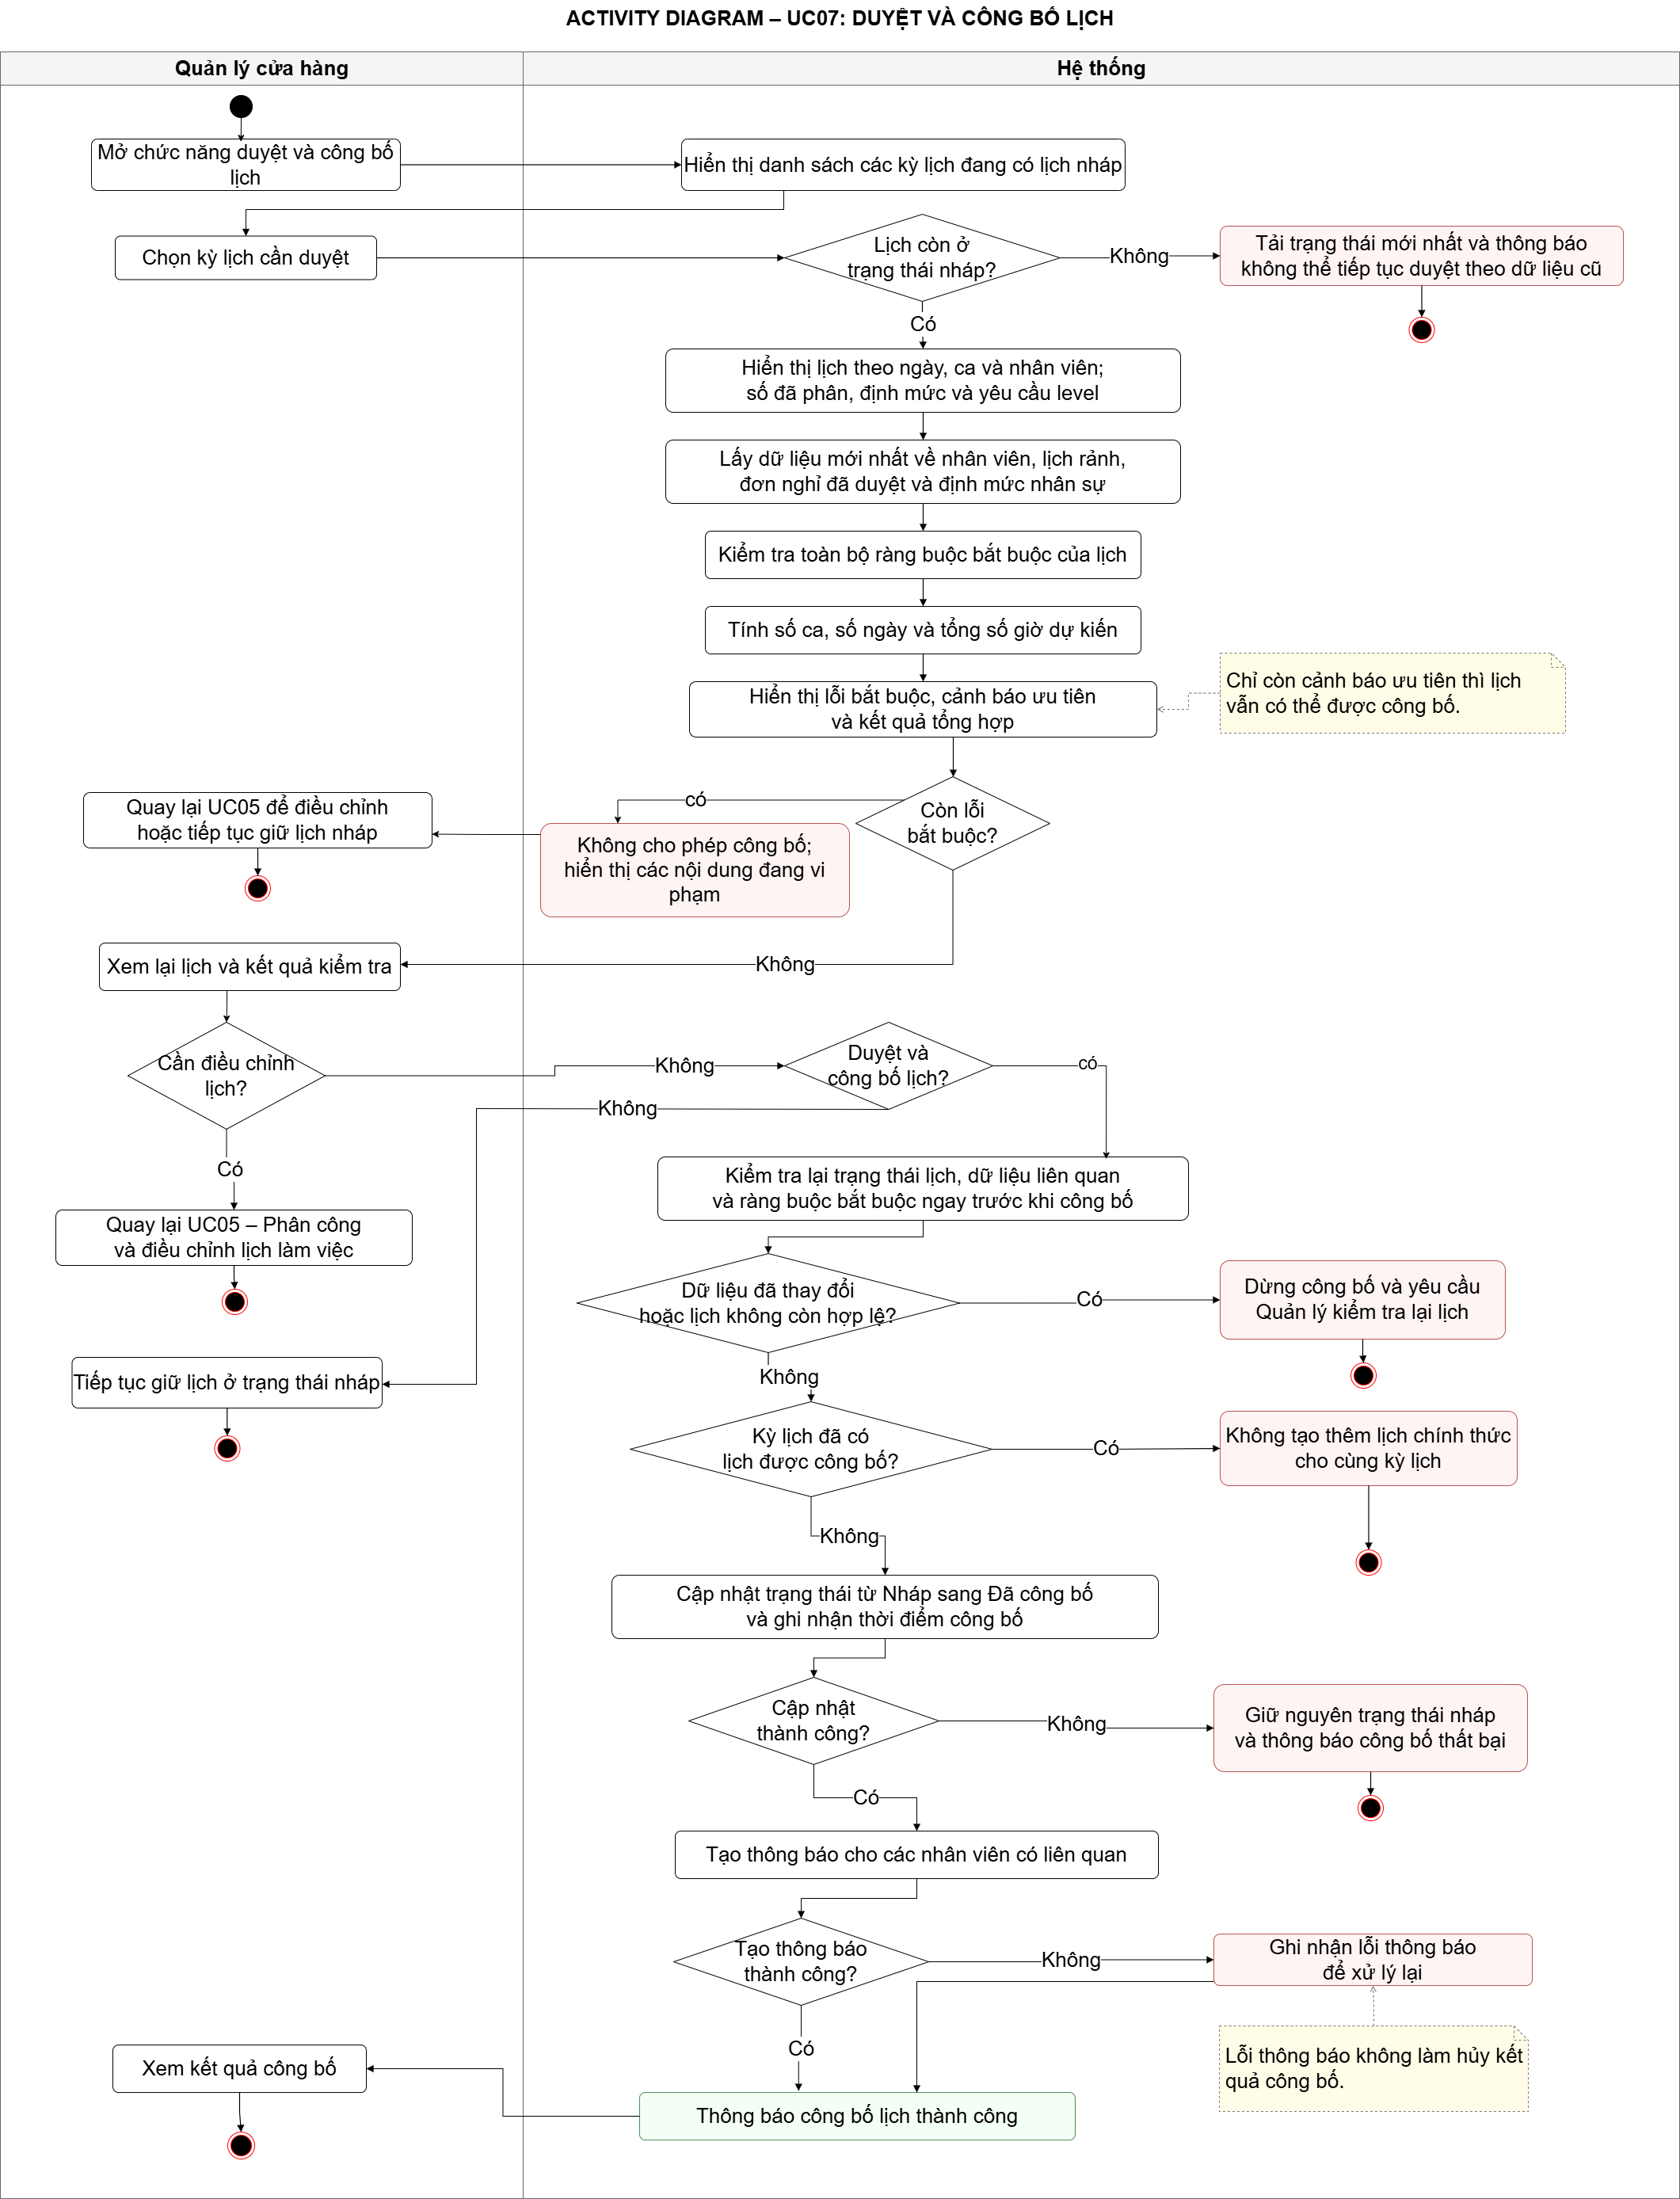 ACTIVITY DIAGRAM – UC07: DUYỆT VÀ CÔNG BỐ LỊCH
Quản lý cửa hàng
Hệ thống
Mở chức năng duyệt và công bố
lịch
Hiển thị danh sách các kỳ lịch đang có lịch nháp
Chọn kỳ lịch cần duyệt
Lịch còn ở
trạng thái nháp?
Không
Tải trạng thái mới nhất và thông báo
không thể tiếp tục duyệt theo dữ liệu cũ
Có
Hiển thị lịch theo ngày, ca và nhân viên;
số đã phân, định mức và yêu cầu level
Lấy dữ liệu mới nhất về nhân viên, lịch rảnh,
đơn nghỉ đã duyệt và định mức nhân sự
Kiểm tra toàn bộ ràng buộc bắt buộc của lịch
Tính số ca, số ngày và tổng số giờ dự kiến
Hiển thị lỗi bắt buộc, cảnh báo ưu tiên
và kết quả tổng hợp
Chỉ còn cảnh báo ưu tiên thì lịch
vẫn có thể được công bố.
Còn lỗi
bắt buộc?
có
Không cho phép công bố;
hiển thị các nội dung đang vi
phạm
Quay lại UC05 để điều chỉnh
hoặc tiếp tục giữ lịch nháp
Không
Xem lại lịch và kết quả kiểm tra
Cần điều chỉnh
lịch?
Không
Duyệt và
công bố lịch?
có
Không
Có
Quay lại UC05 – Phân công
và điều chỉnh lịch làm việc
Kiểm tra lại trạng thái lịch, dữ liệu liên quan
và ràng buộc bắt buộc ngay trước khi công bố
Dữ liệu đã thay đổi
hoặc lịch không còn hợp lệ?
Có
Dừng công bố và yêu cầu
Quản lý kiểm tra lại lịch
Không
Tiếp tục giữ lịch ở trạng thái nháp
Kỳ lịch đã có
lịch được công bố?
Có
Không tạo thêm lịch chính thức
cho cùng kỳ lịch
Không
Cập nhật trạng thái từ Nháp sang Đã công bố
và ghi nhận thời điểm công bố
Cập nhật
thành công?
Không
Giữ nguyên trạng thái nháp
và thông báo công bố thất bại
Có
Tạo thông báo cho các nhân viên có liên quan
Tạo thông báo
thành công?
Không
Ghi nhận lỗi thông báo
để xử lý lại
Có
Lỗi thông báo không làm hủy kết
quả công bố.
Xem kết quả công bố
Thông báo công bố lịch thành công